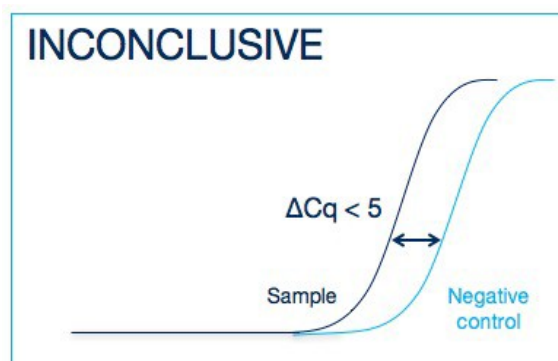 INCONCLUSIVE
ΔCq < 5
Sample
Negative
control